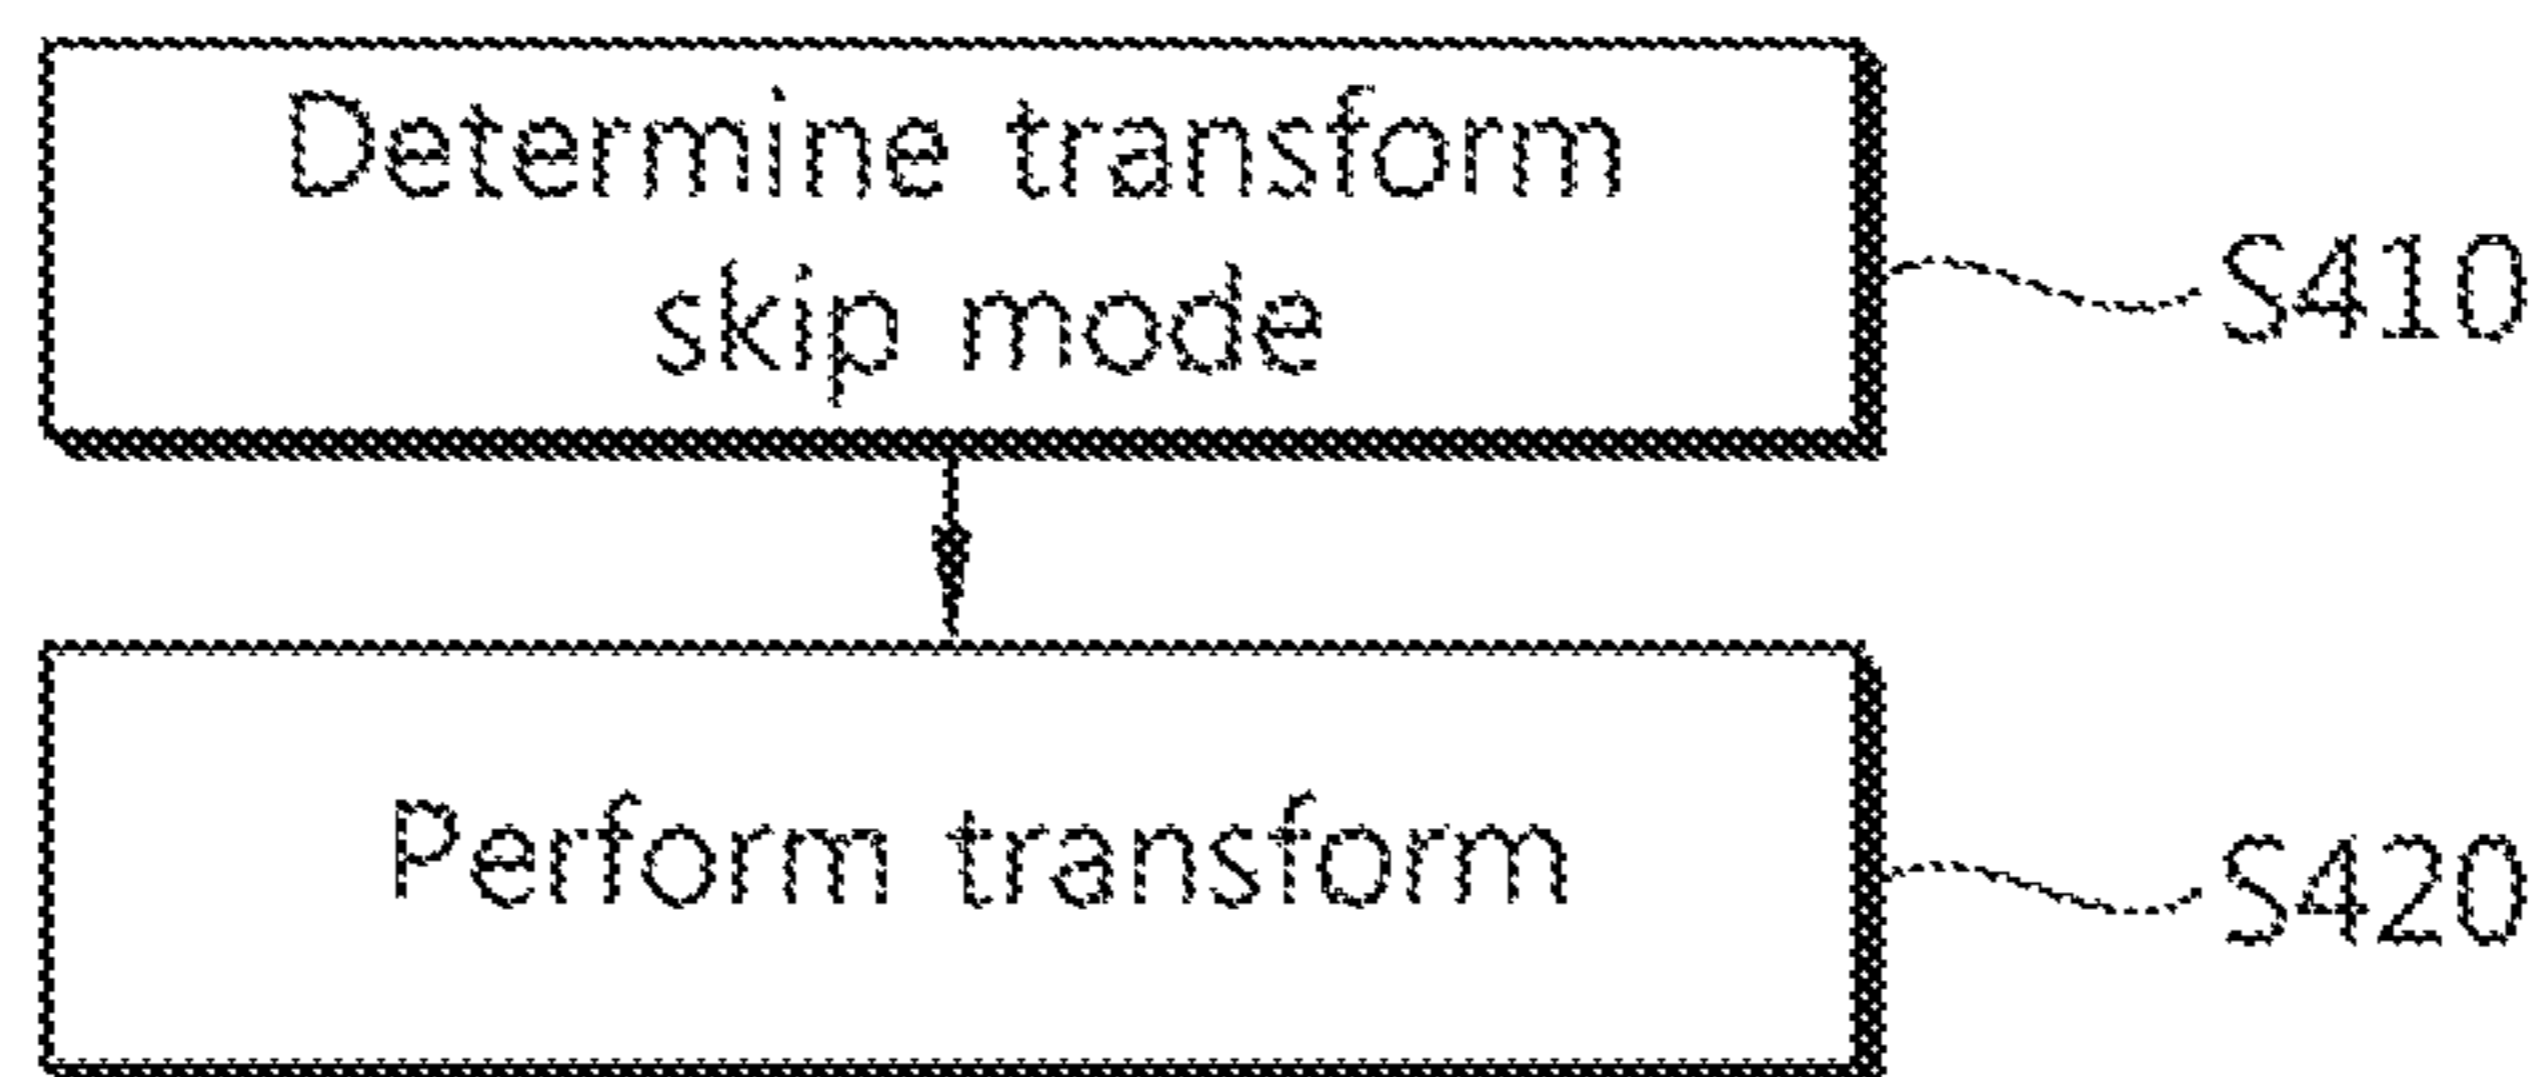 Determine transform
skip mode
S410
Perform transform
S420